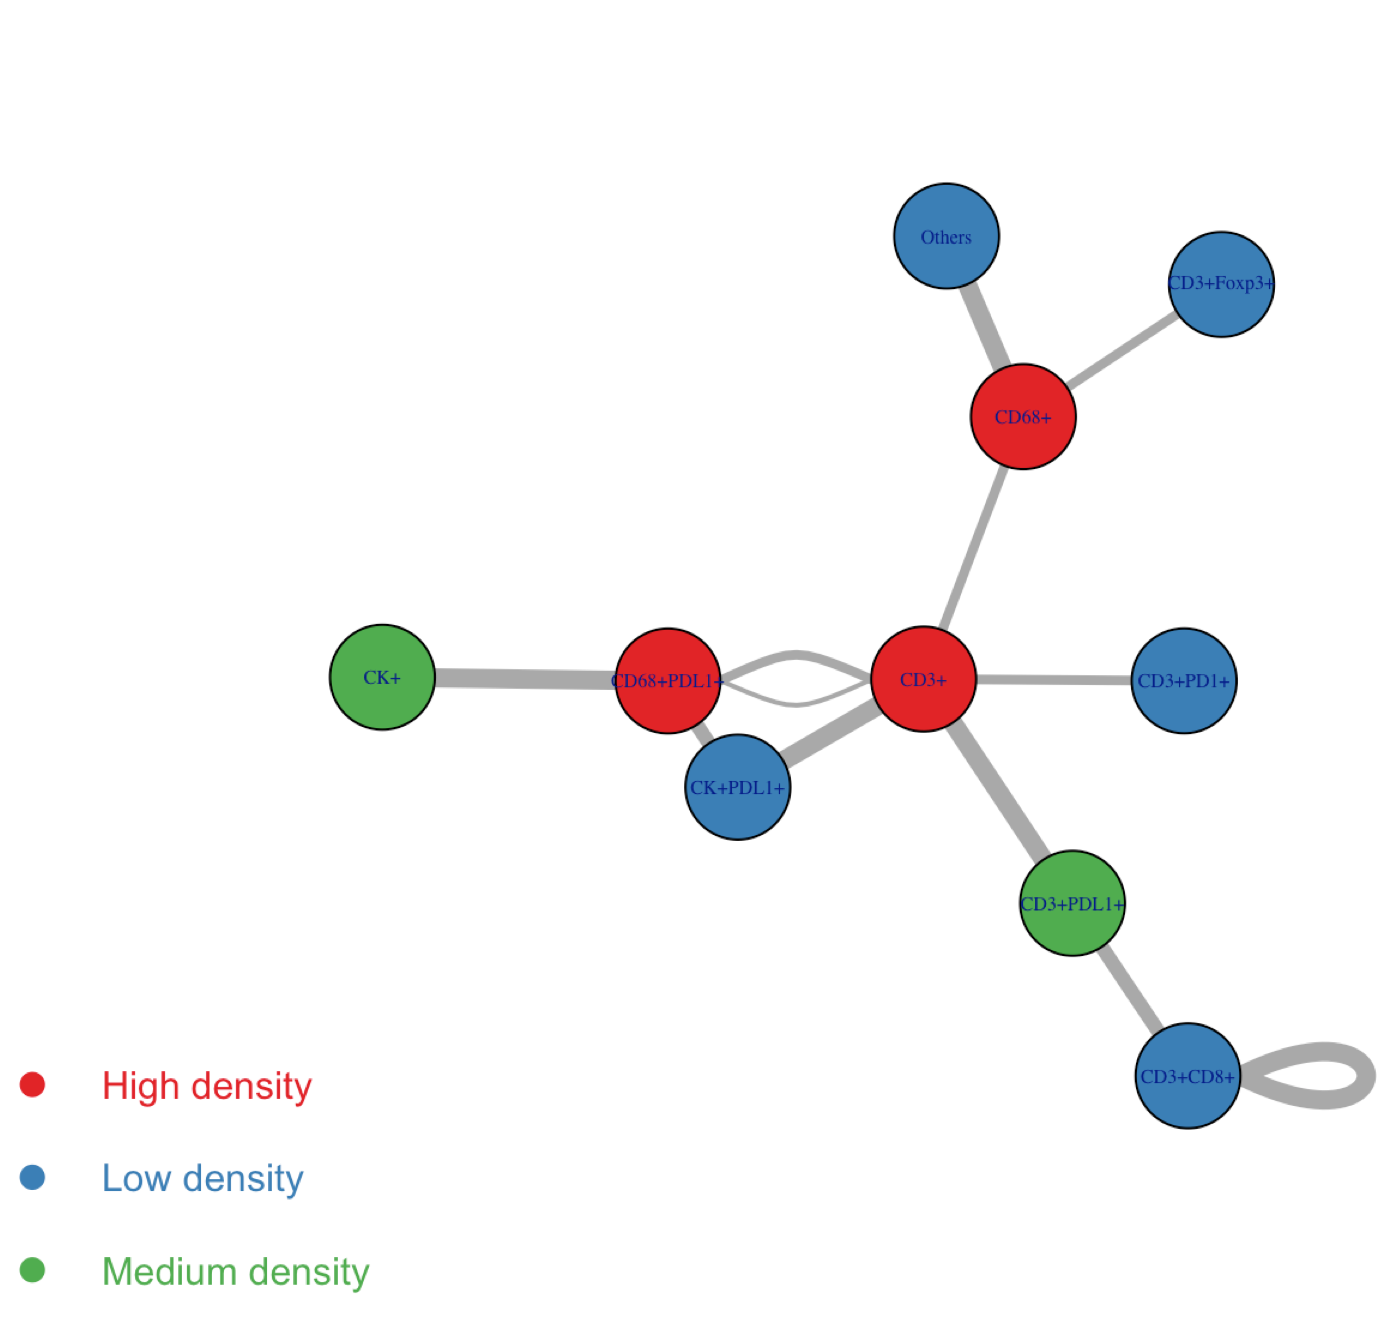 Others
CD3+Foxp3+
CD68+
CK+
CD68+PDL1+
CD3+
CD3+PD1+
CK+PDL1+
CD3+PDL1+
CD3+CD8+
High density
Low density
Medium density